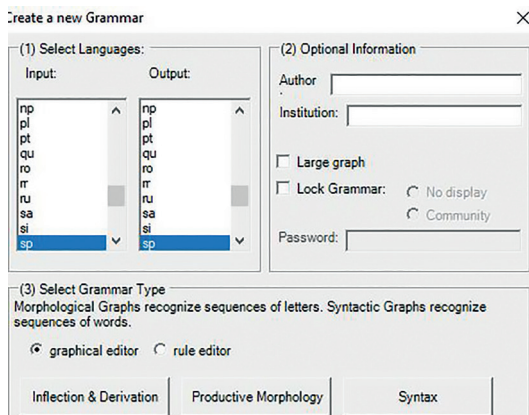 Create a new Grammar
(1) Select Languages:
Input:
Output:
np
pl
pt
qu
ro
rr
ru
sa
si
sp
np
pl
pt
qu
ro
rr
ru
sa
si
sp
(2) Optional Information
Author
:
Institution:
Large graph
Lock Grammar:
No display
Community
Password:
(3) Select Grammar Type
Morphological Graphs recognize sequences of letters. Syntactic Graphs recognize
sequences of words.
graphical editor
rule editor
Inflection & Derivation
Productive Morphology
Syntax